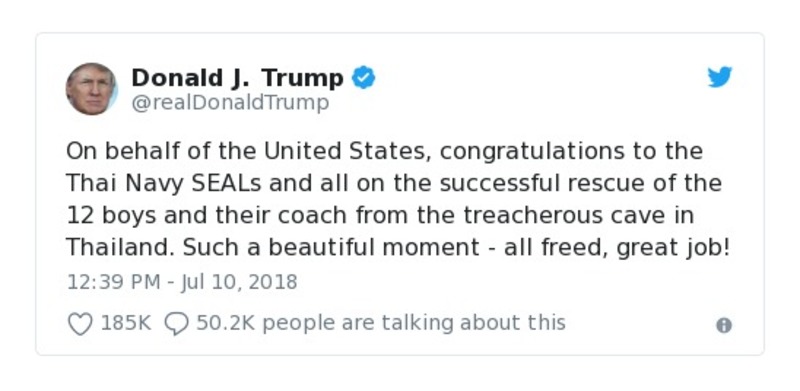 Donald J. Trump
@realDonaldTrump
On behalf of the United States, congratulations to the
Thai Navy SEALs and all on the successful rescue of the
12 boys and their coach from the treacherous cave in
Thailand. Such a beautiful moment - all freed, great job!
12:39 PM - Jul 10, 2018
185K 50.2K people are talking about this